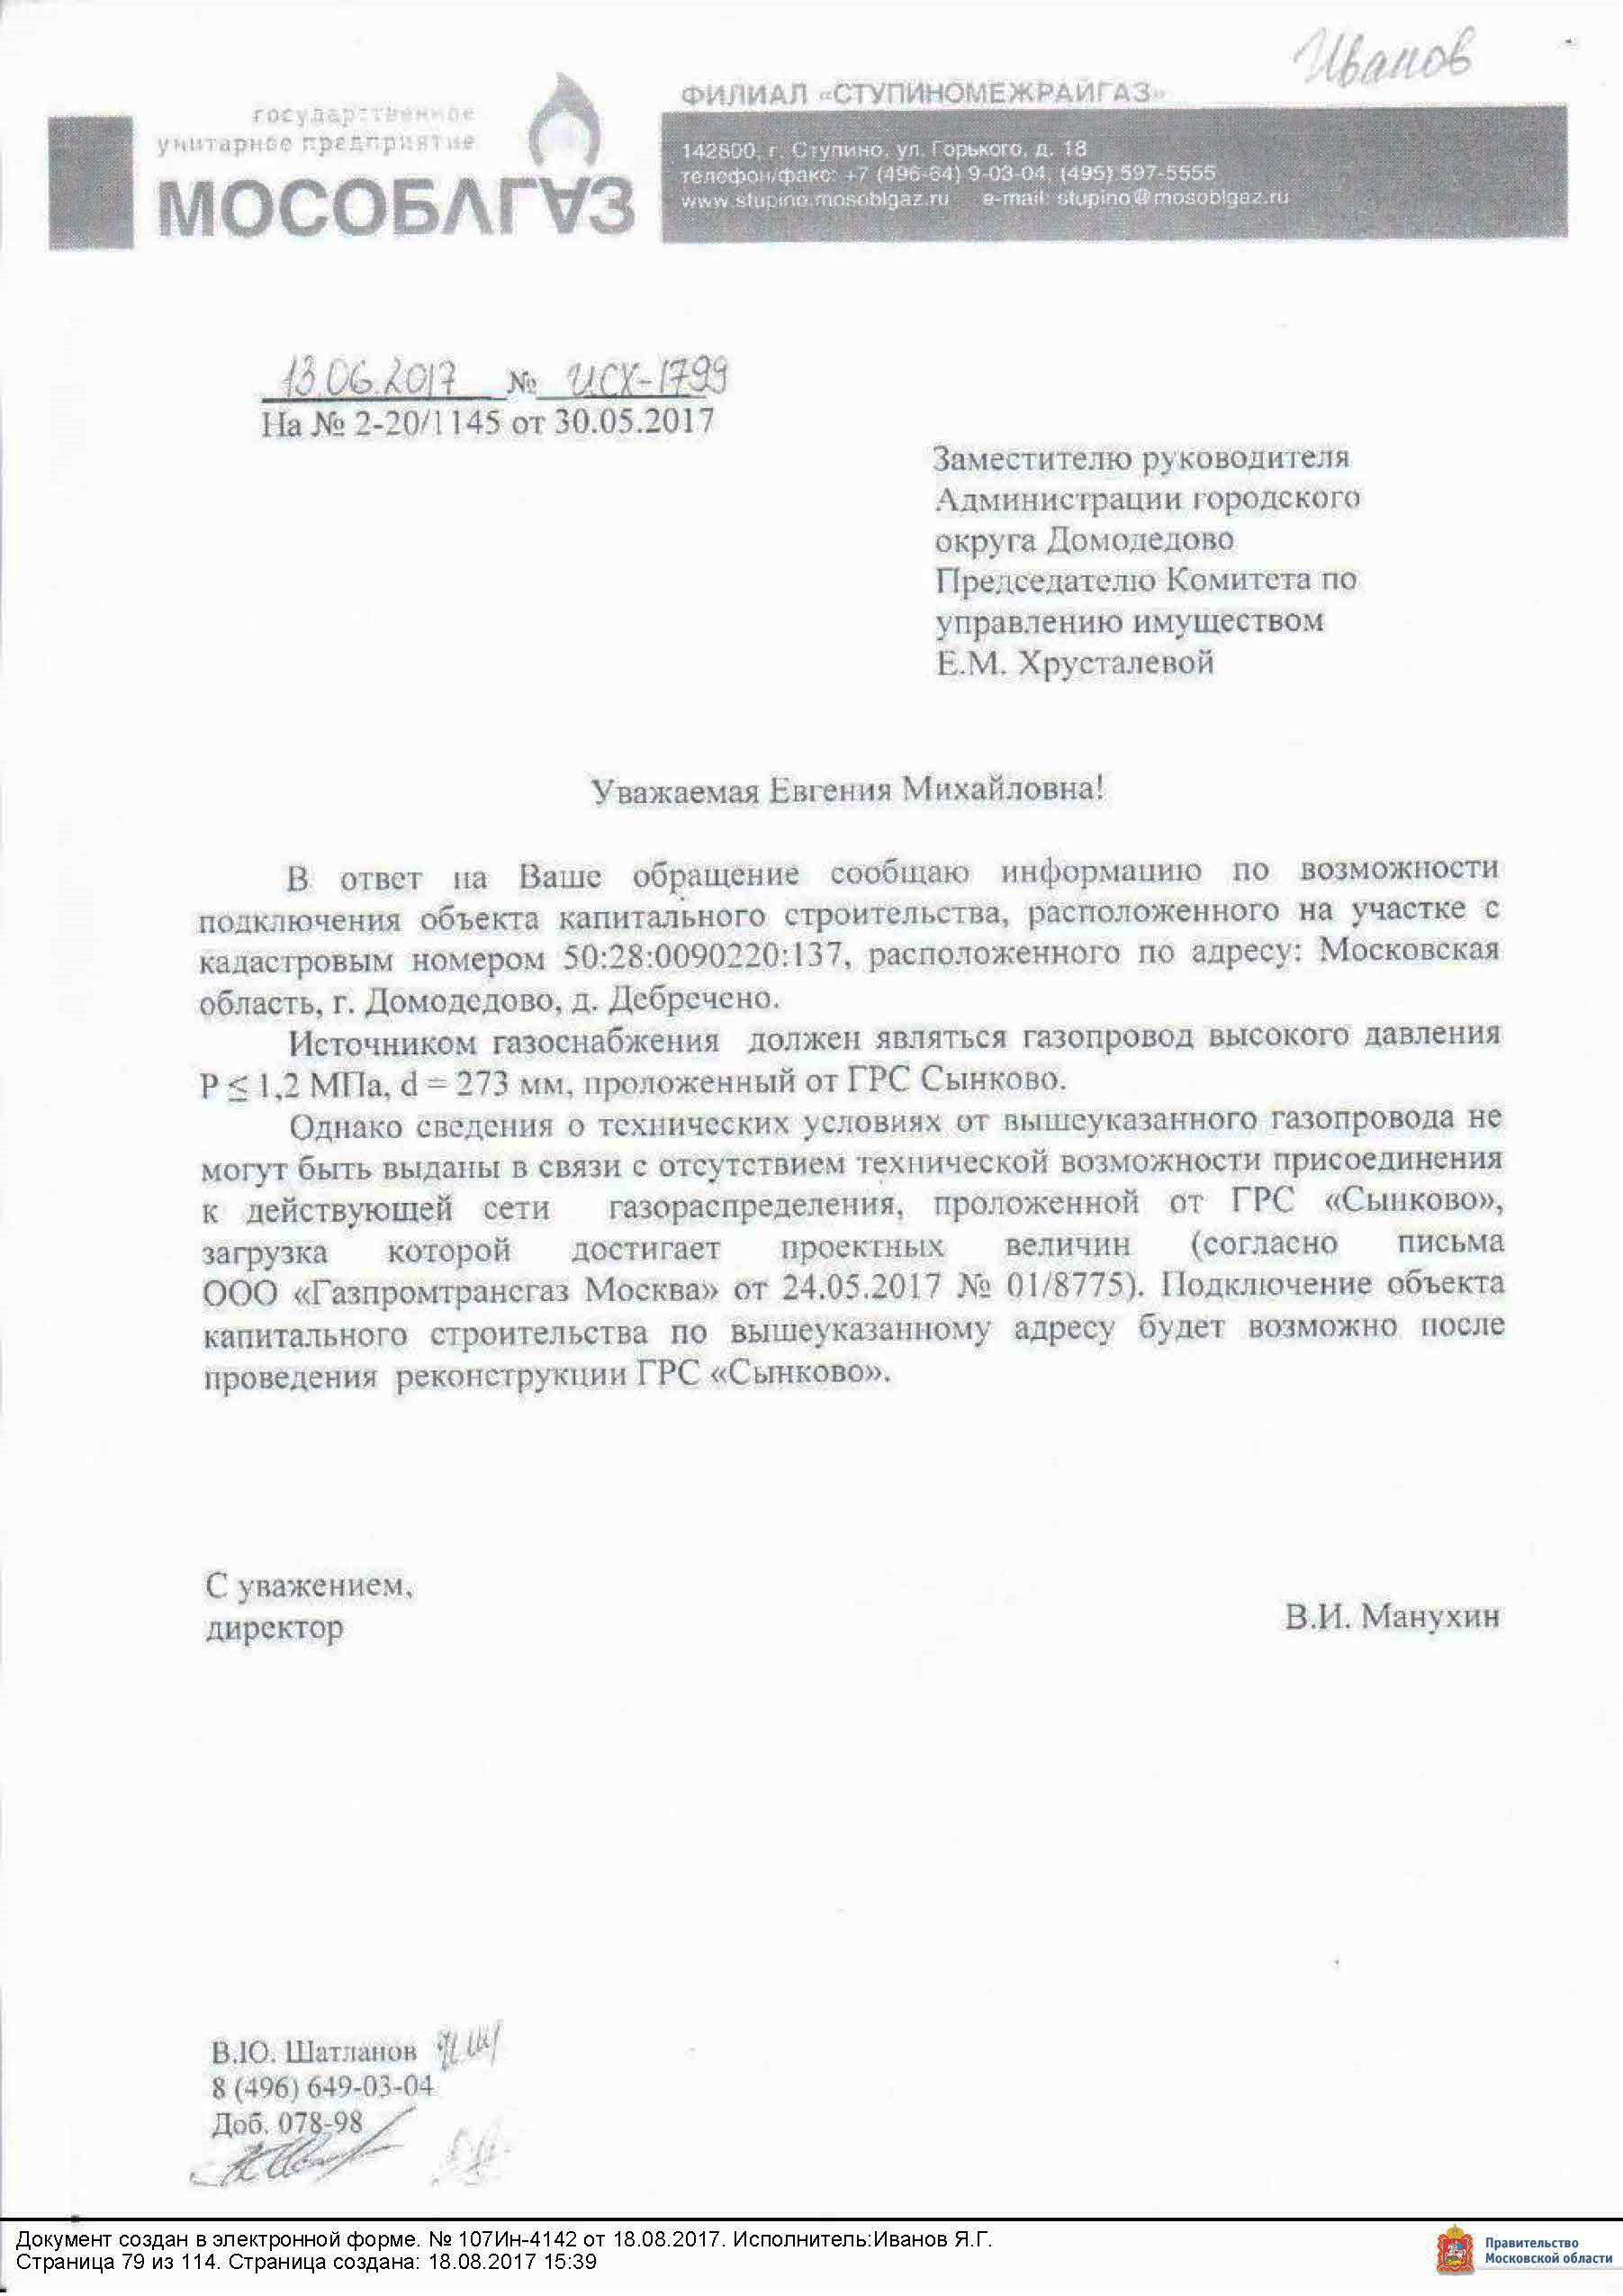 Иванов
государственное
унитарное предприятие
МОСОБЛГАЗ
ФИЛИАЛ «СТУПИНОМЕЖРАЙГАЗ»
142800, г. Ступино, ул. Горького, д. 18
телефон/факс: +7 (496-64) 9-03-04, (495) 597-5555
www.stupino.mosoblgaz.ru e-mail: stupino@mosoblgaz.ru
13.06.2017 № ИСХ-1799
На № 2-20/1145 от 30.05.2017
Заместителю руководителя
Администрации городского
округа Домодедово
Председателю Комитета по
управлению имуществом
Е.М. Хрусталевой
Уважаемая Евгения Михайловна!
В ответ на Ваше обращение сообщаю информацию по возможности
подключения объекта капитального строительства, расположенного на участке с
кадастровым номером 50:28:0090220:137, расположенного по адресу: Московская
область, г. Домодедово, д. Дебречено.
Источником газоснабжения должен являться газопровод высокого давления
P ≤ 1,2 МПа, d = 273 мм, проложенный от ГРС Сынково.
Однако сведения о технических условиях от вышеуказанного газопровода не
могут быть выданы в связи с отсутствием технической возможности присоединения
к действующей сети газораспределения, проложенной от ГРС «Сынково»,
загрузка которой достигает проектных величин (согласно письма
ООО «Газпромтрансгаз Москва» от 24.05.2017 № 01/8775). Подключение объекта
капитального строительства по вышеуказанному адресу будет возможно после
проведения реконструкции ГРС «Сынково».
С уважением,
директор
В.И. Манухин
В.Ю. Шатланов
8 (496) 649-03-04
Доб. 078-98
Документ создан в электронной форме. № 107Ин-4142 от 18.08.2017. Исполнитель:Иванов Я.Г.
Страница 79 из 114. Страница создана: 18.08.2017 15:39
Правительство
Московской области